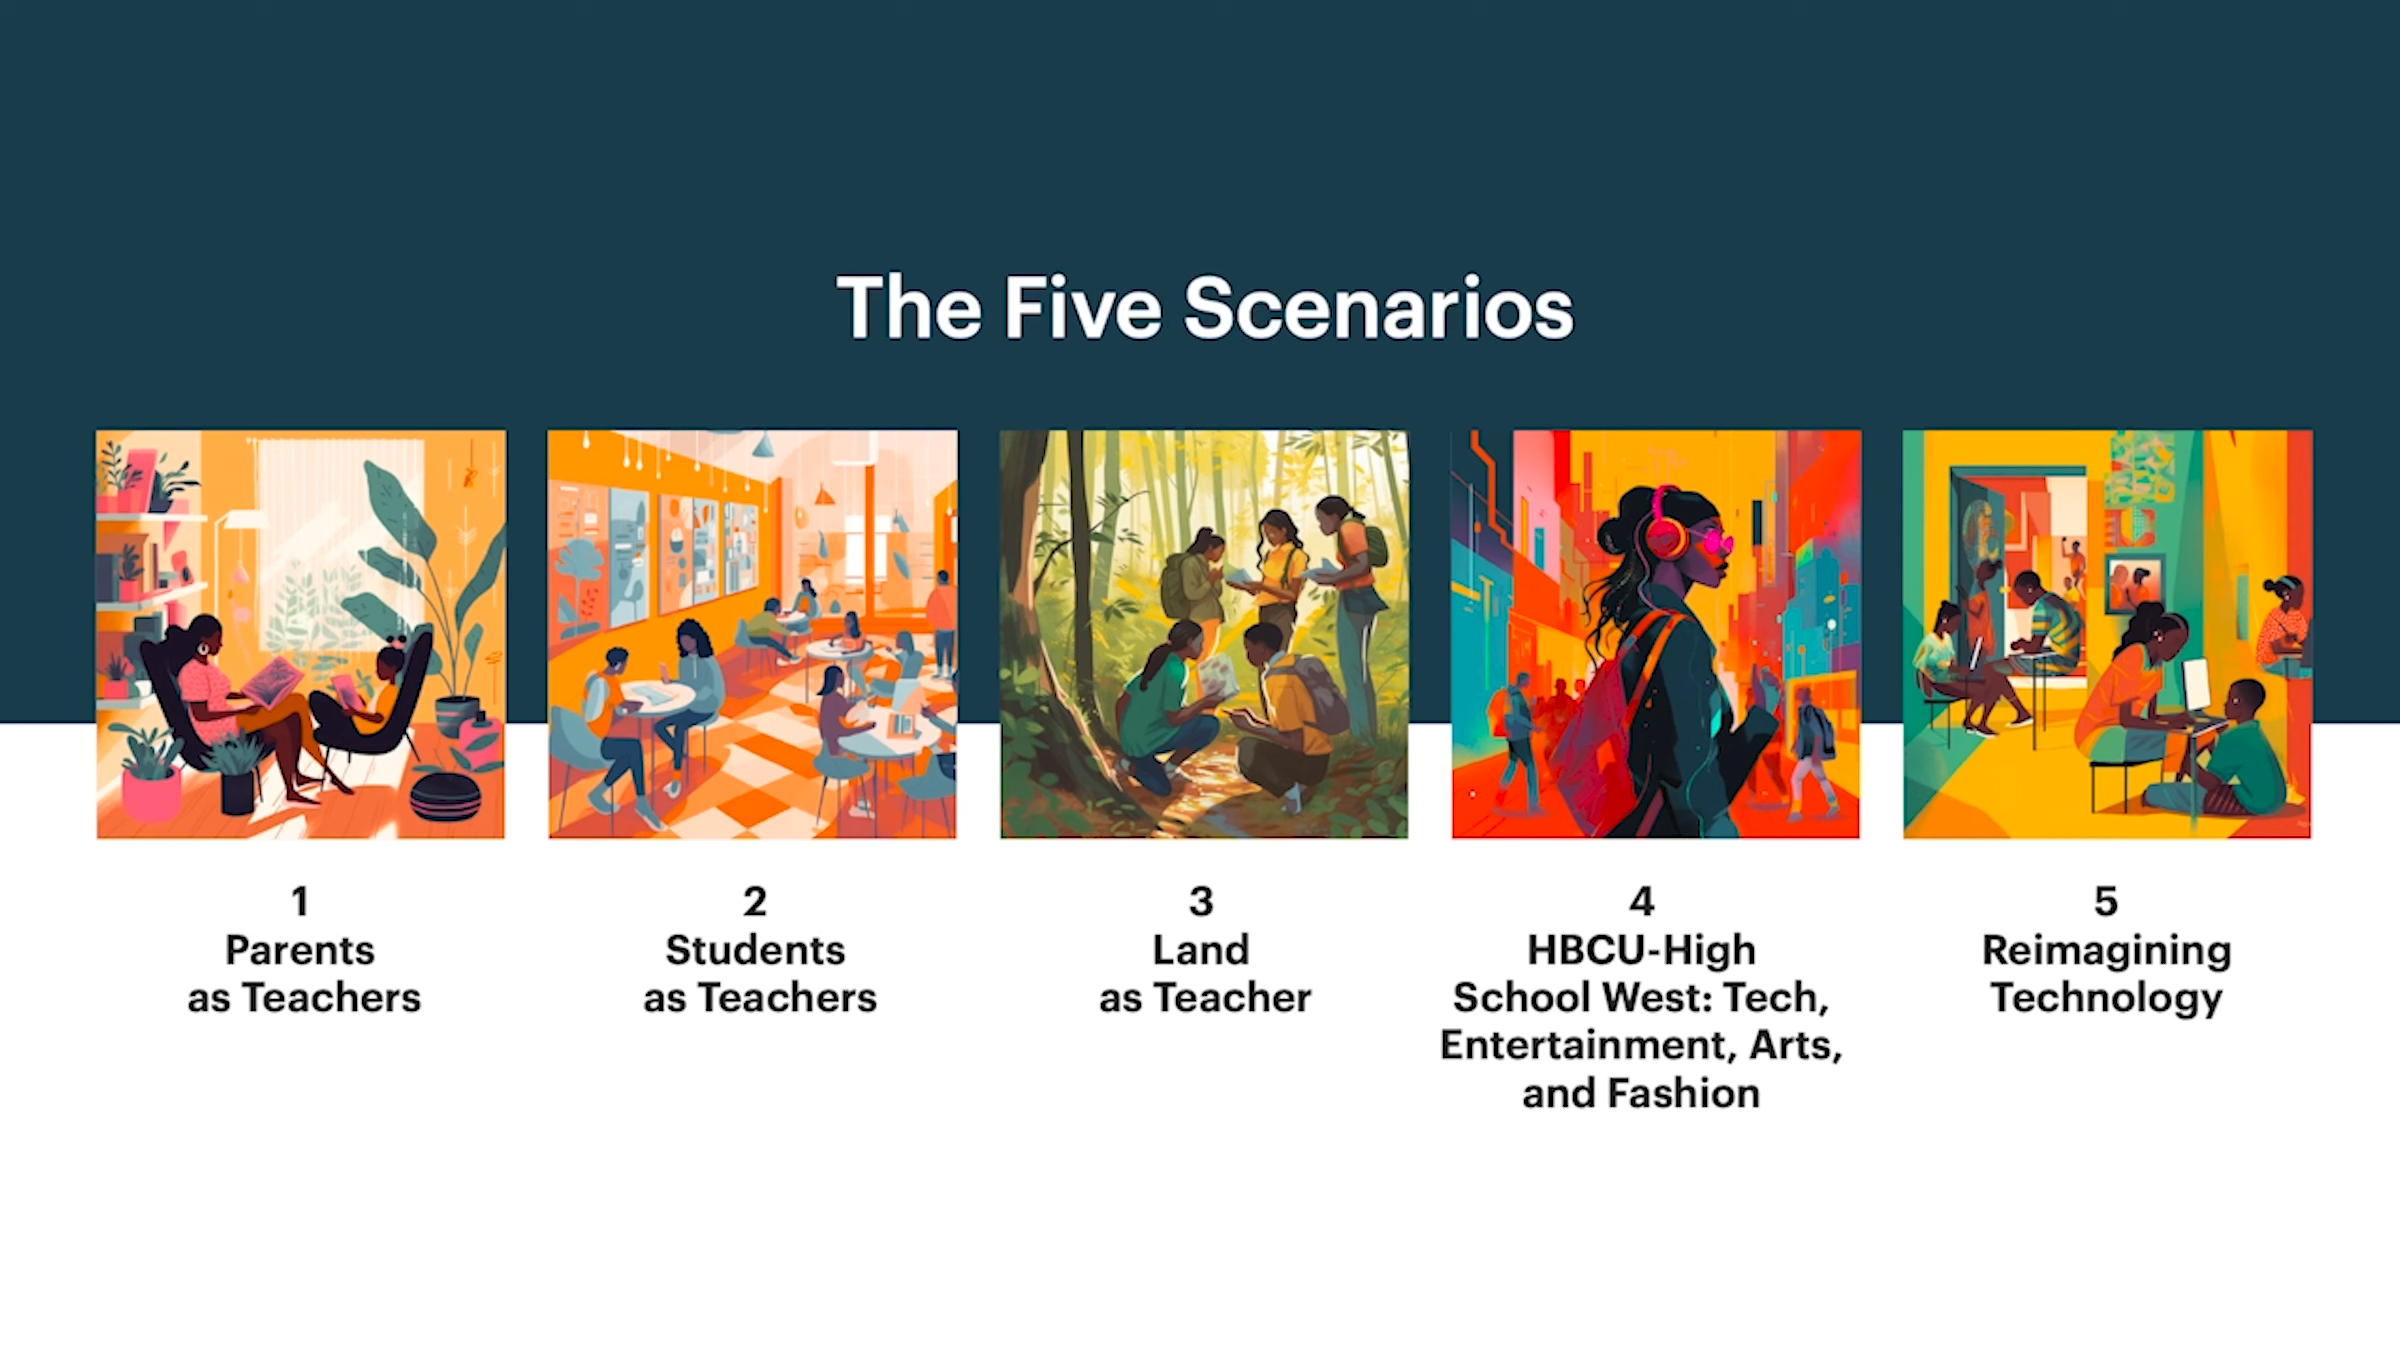 The Five Scenarios
1
Parents
as Teachers
2
Students
as Teachers
3
Land
as Teacher
4
HBCU-High
School West: Tech,
Entertainment, Arts,
and Fashion
5
Reimagining
Technology